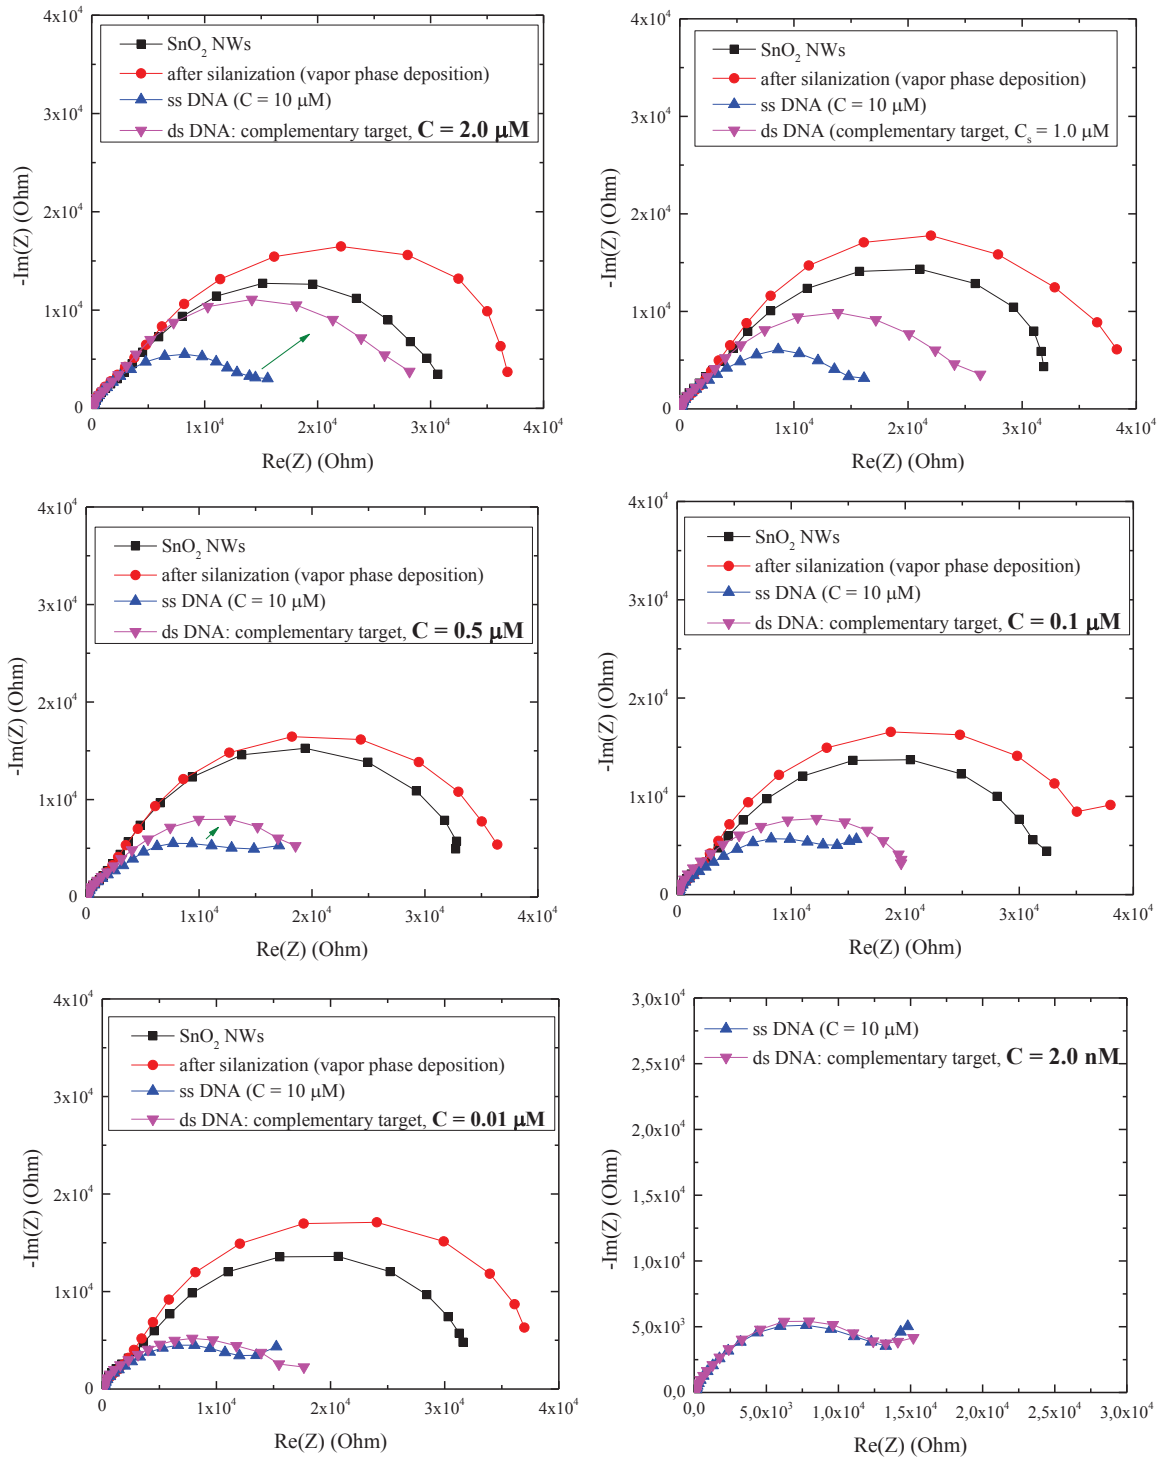 4x10⁴
3x10⁴
2x10⁴
1x10⁴
0
-Im(Z) (Ohm)
SnO₂ NWs
after silanization (vapor phase deposition)
ss DNA (C = 10 μM)
ds DNA: complementary target, C = 2.0 μM
0 1x10⁴ 2x10⁴ 3x10⁴ 4x10⁴
Re(Z) (Ohm)
4x10⁴
3x10⁴
2x10⁴
1x10⁴
0
-Im(Z) (Ohm)
SnO₂ NWs
after silanization (vapor phase deposition)
ss DNA (C = 10 μM)
ds DNA (complementary target, Cₛ = 1.0 μM
0 1x10⁴ 2x10⁴ 3x10⁴ 4x10⁴
Re(Z) (Ohm)
4x10⁴
3x10⁴
2x10⁴
1x10⁴
0
-Im(Z) (Ohm)
SnO₂ NWs
after silanization (vapor phase deposition)
ss DNA (C = 10 μM)
ds DNA: complementary target, C = 0.5 μM
0 1x10⁴ 2x10⁴ 3x10⁴ 4x10⁴
Re(Z) (Ohm)
4x10⁴
3x10⁴
2x10⁴
1x10⁴
0
-Im(Z) (Ohm)
SnO₂ NWs
after silanization (vapor phase deposition)
ss DNA (C = 10 μM)
ds DNA: complementary target, C = 0.1 μM
0 1x10⁴ 2x10⁴ 3x10⁴ 4x10⁴
Re(Z) (Ohm)
4x10⁴
3x10⁴
2x10⁴
1x10⁴
0
-Im(Z) (Ohm)
SnO₂ NWs
after silanization (vapor phase deposition)
ss DNA (C = 10 μM)
ds DNA: complementary target, C = 0.01 μM
0 1x10⁴ 2x10⁴ 3x10⁴ 4x10⁴
Re(Z) (Ohm)
3,0x10⁴
2,5x10⁴
2,0x10⁴
1,5x10⁴
1,0x10⁴
5,0x10³
0,0
-Im(Z) (Ohm)
ss DNA (C = 10 μM)
ds DNA: complementary target, C = 2.0 nM
0,0 5,0x10³ 1,0x10⁴ 1,5x10⁴ 2,0x10⁴ 2,5x10⁴ 3,0x10⁴
Re(Z) (Ohm)